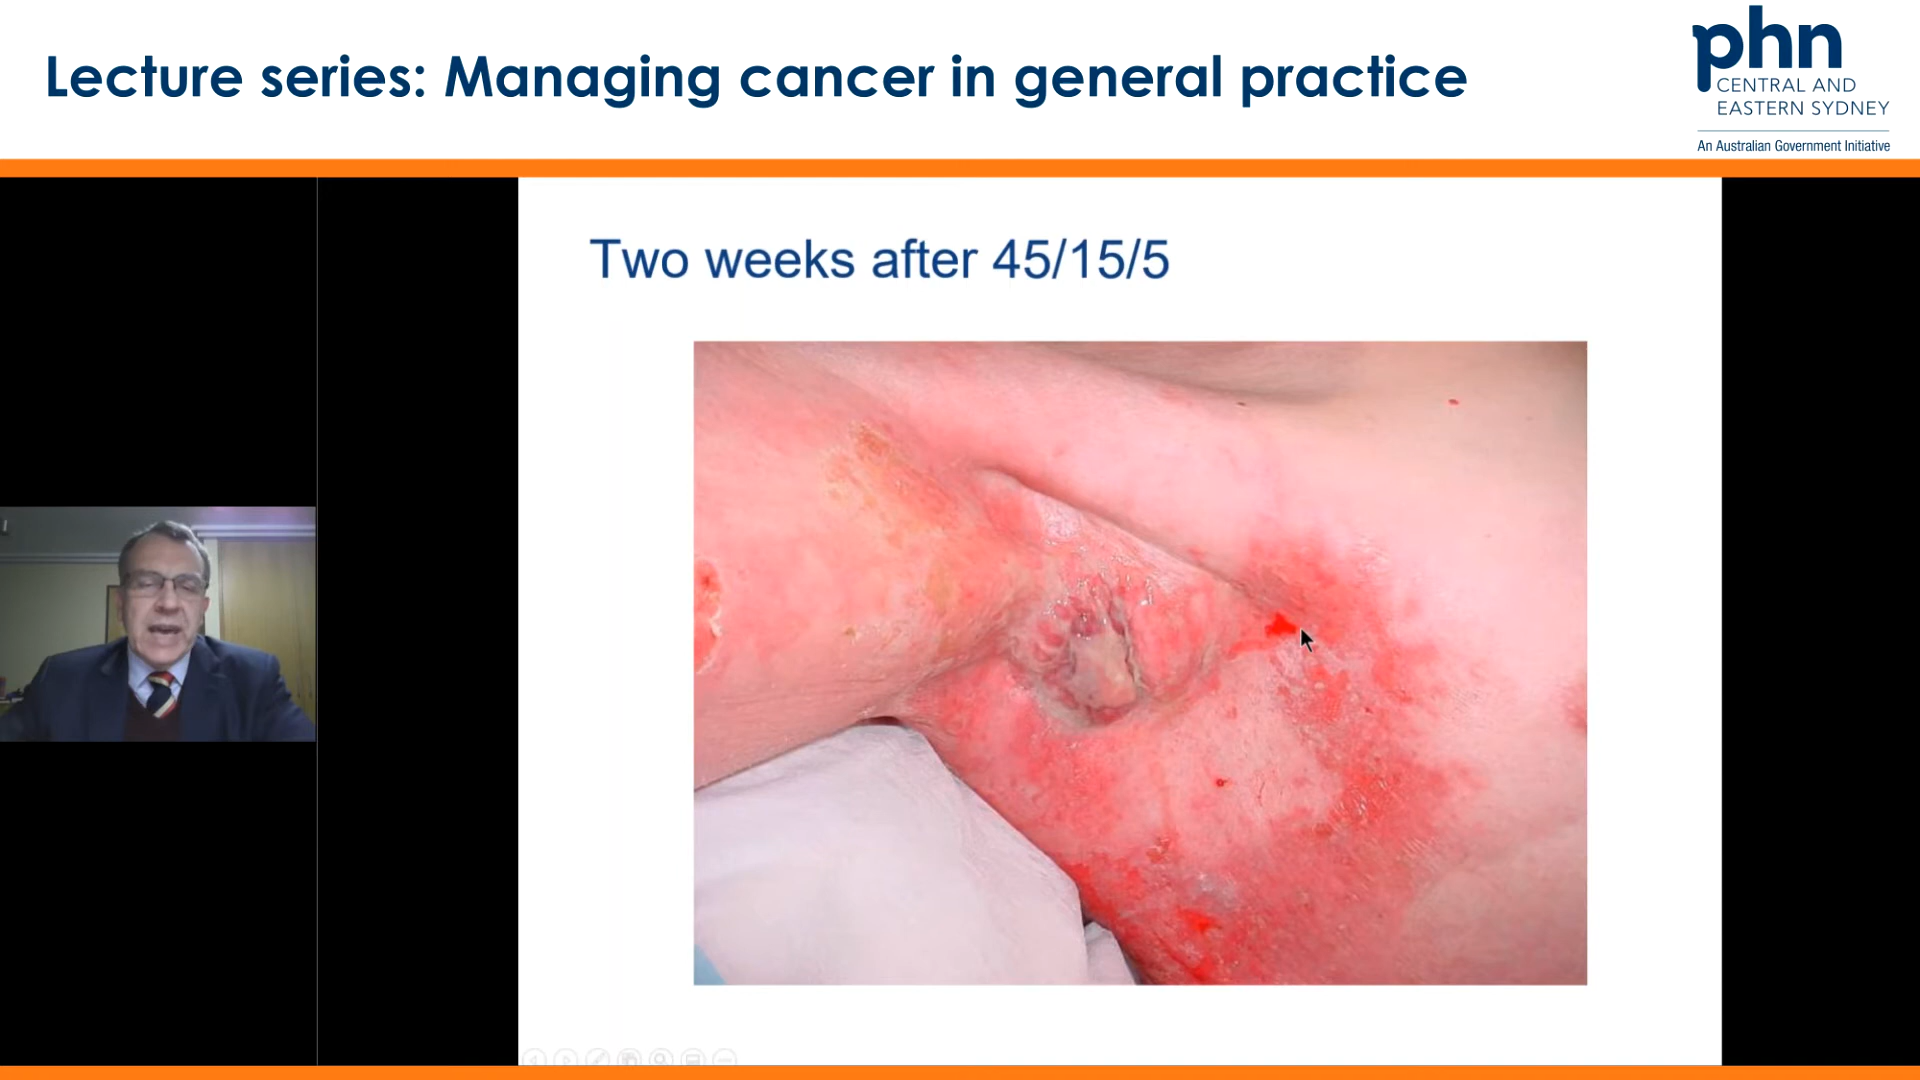 Lecture series: Managing cancer in general practice
phn
CENTRAL AND
EASTERN SYDNEY
An Australian Government Initiative
Two weeks after 45/15/5